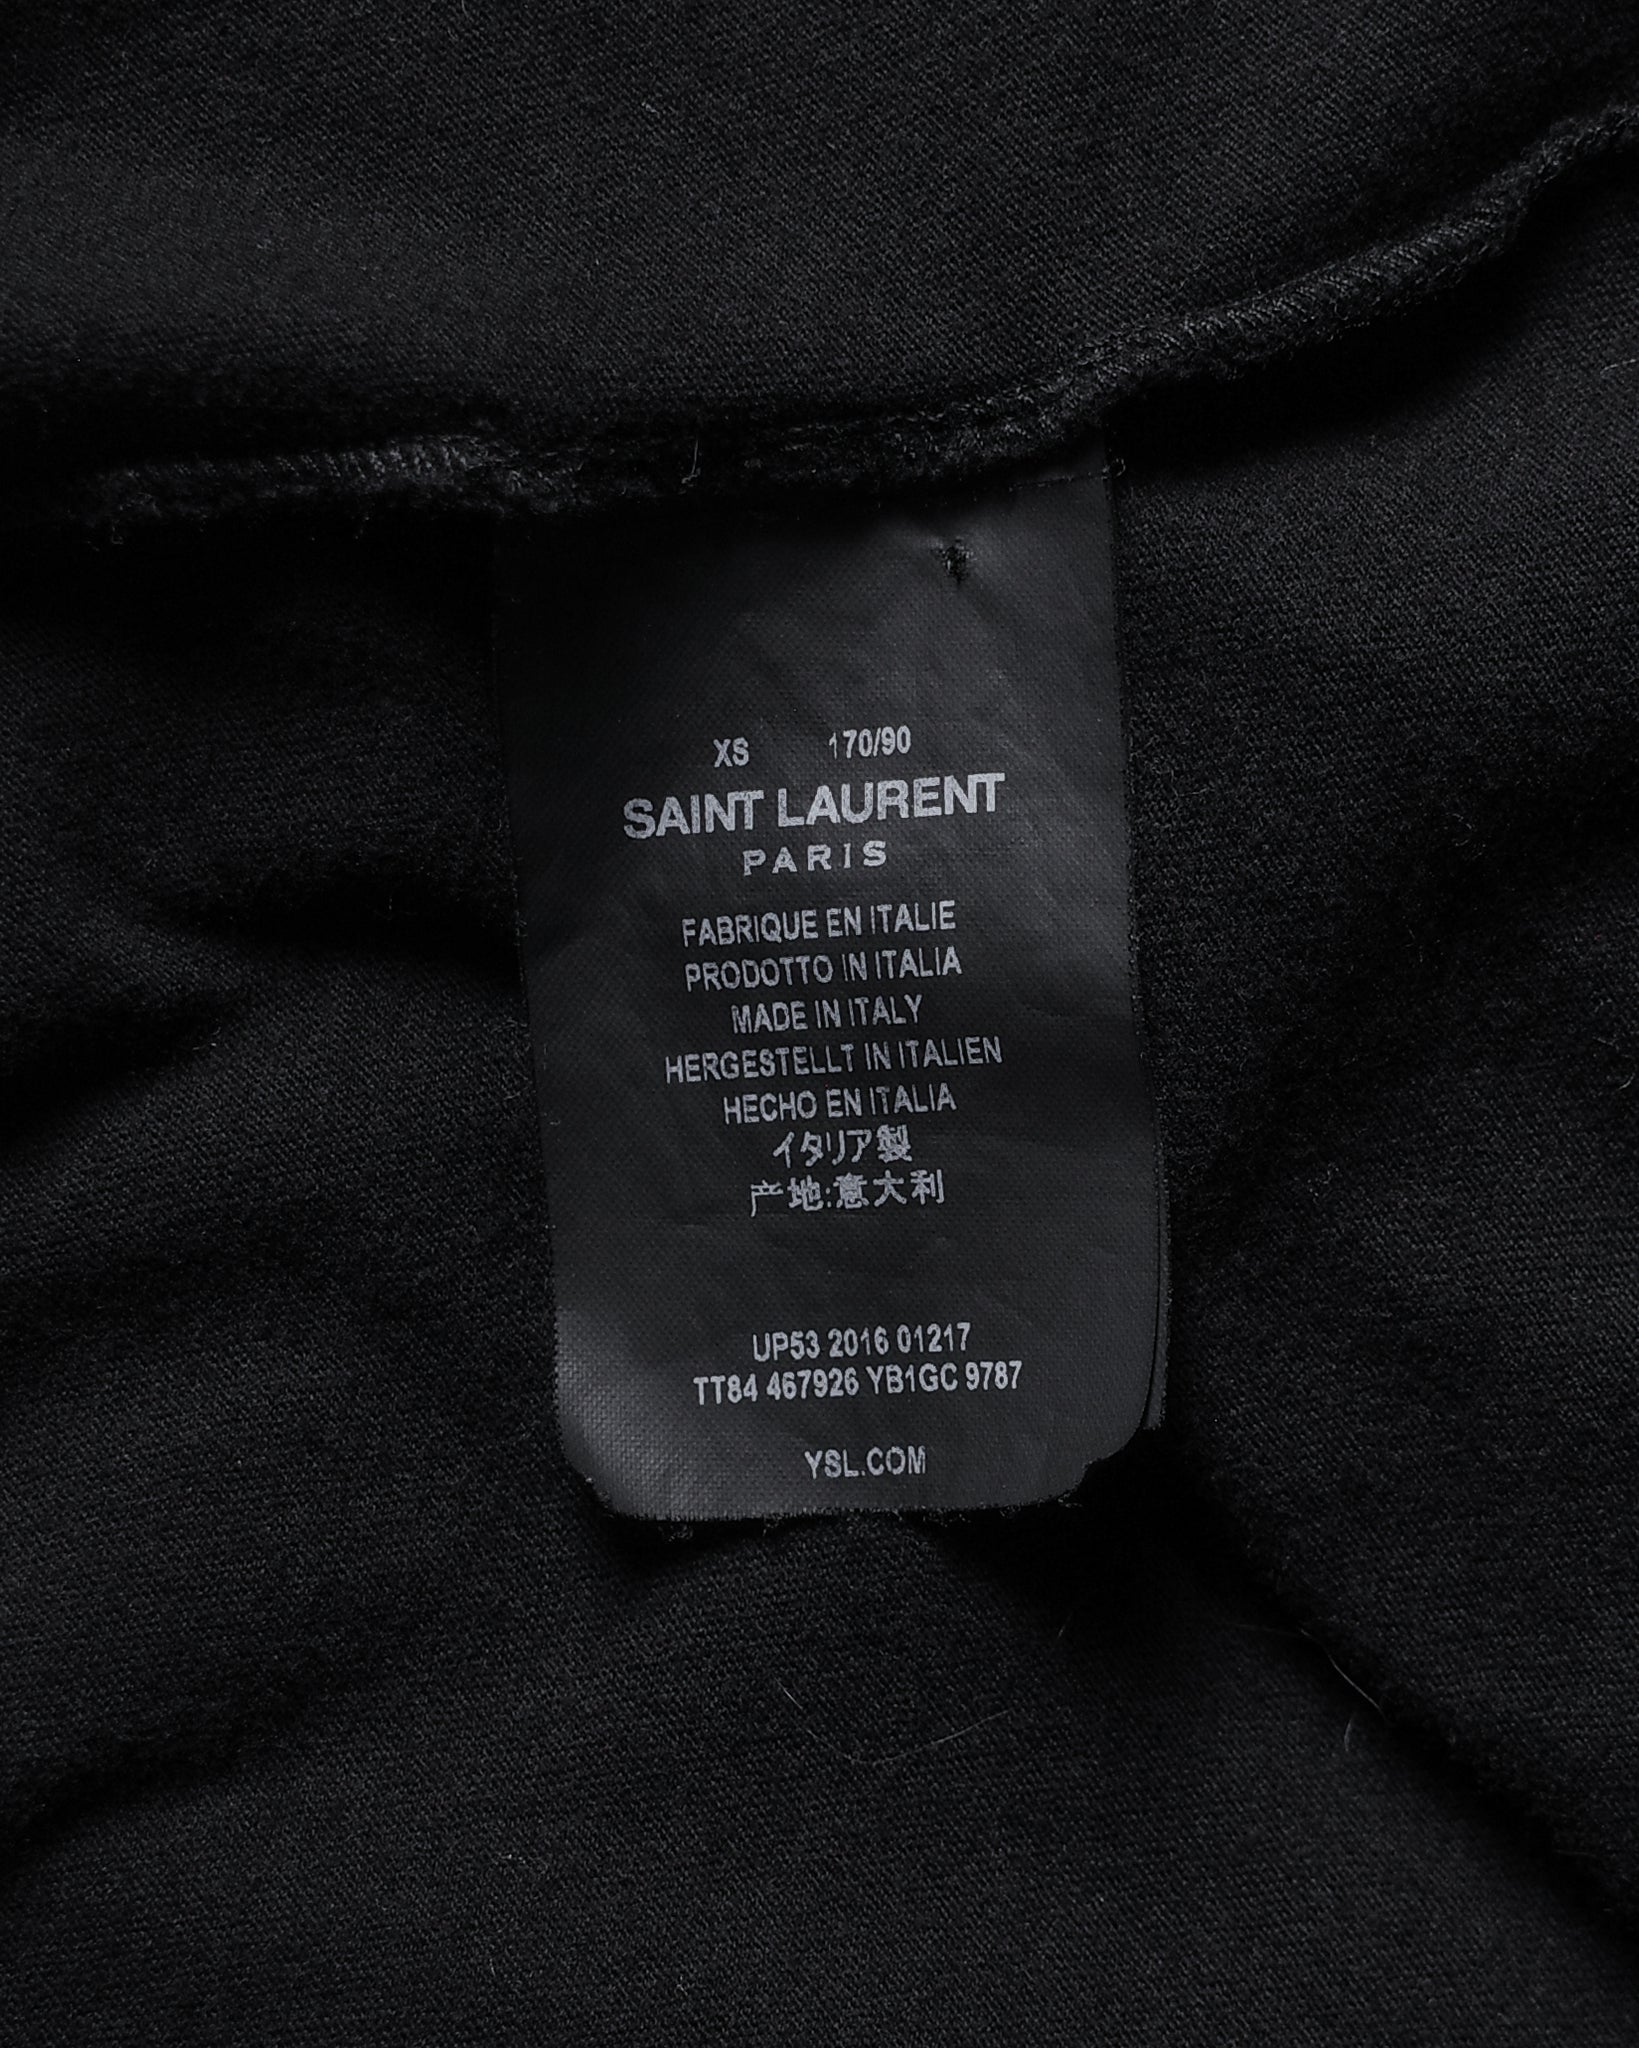 XS 170/90
SAINT LAURENT
PARIS
FABRIQUE EN ITALIE
PRODOTTO IN ITALIA
MADE IN ITALY
HERGESTELLT IN ITALIEN
HECHO EN ITALIA
イタリア製
产地:意大利
UP53 2016 01217
TT84 467926 YB1GC 9787
YSL.COM